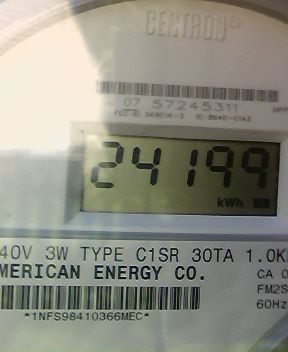 CENTRON®
07 57245311
24199
kWh
40V 3W TYPE C1SR 30TA 1.0K
MERICAN ENERGY CO.
CA 0
FM2S
60Hz
*1NFS98410366MEC*